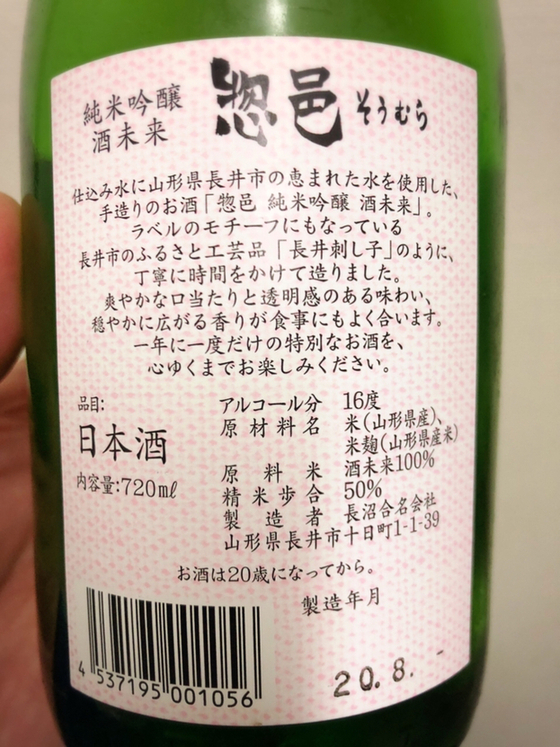 純米吟醸
酒未来
惣邑 そうむら
仕込み水に山形県長井市の恵まれた水を使用した、
手造りのお酒「惣邑 純米吟醸 酒未来」。
ラベルのモチーフにもなっている
長井市のふるさと工芸品「長井刺し子」のように、
丁寧に時間をかけて造りました。
爽やかな口当たりと透明感のある味わい、
穏やかに広がる香りが食事にもよく合います。
一年に一度だけの特別なお酒を、
心ゆくまでお楽しみください。
品目:
日本酒
内容量:720mℓ
アルコール分 16度
原材料名 米(山形県産)、
米麹(山形県産米)
原料米 酒未来100%
精米歩合 50%
製造者 長沼合名会社
山形県長井市十日町1-1-39
お酒は20歳になってから。
製造年月
20.8.-
4 537195 001056